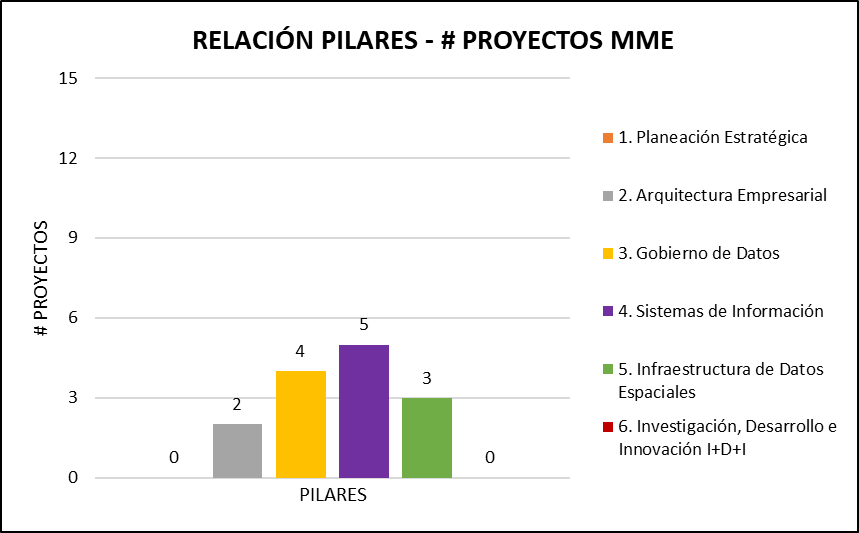 RELACIÓN PILARES - # PROYECTOS MME
15
12
9
6
3
0
# PROYECTOS
0
2
4
5
3
0
PILARES
1. Planeación Estratégica
2. Arquitectura Empresarial
3. Gobierno de Datos
4. Sistemas de Información
5. Infraestructura de Datos
Espaciales
6. Investigación, Desarrollo e
Innovación I+D+I